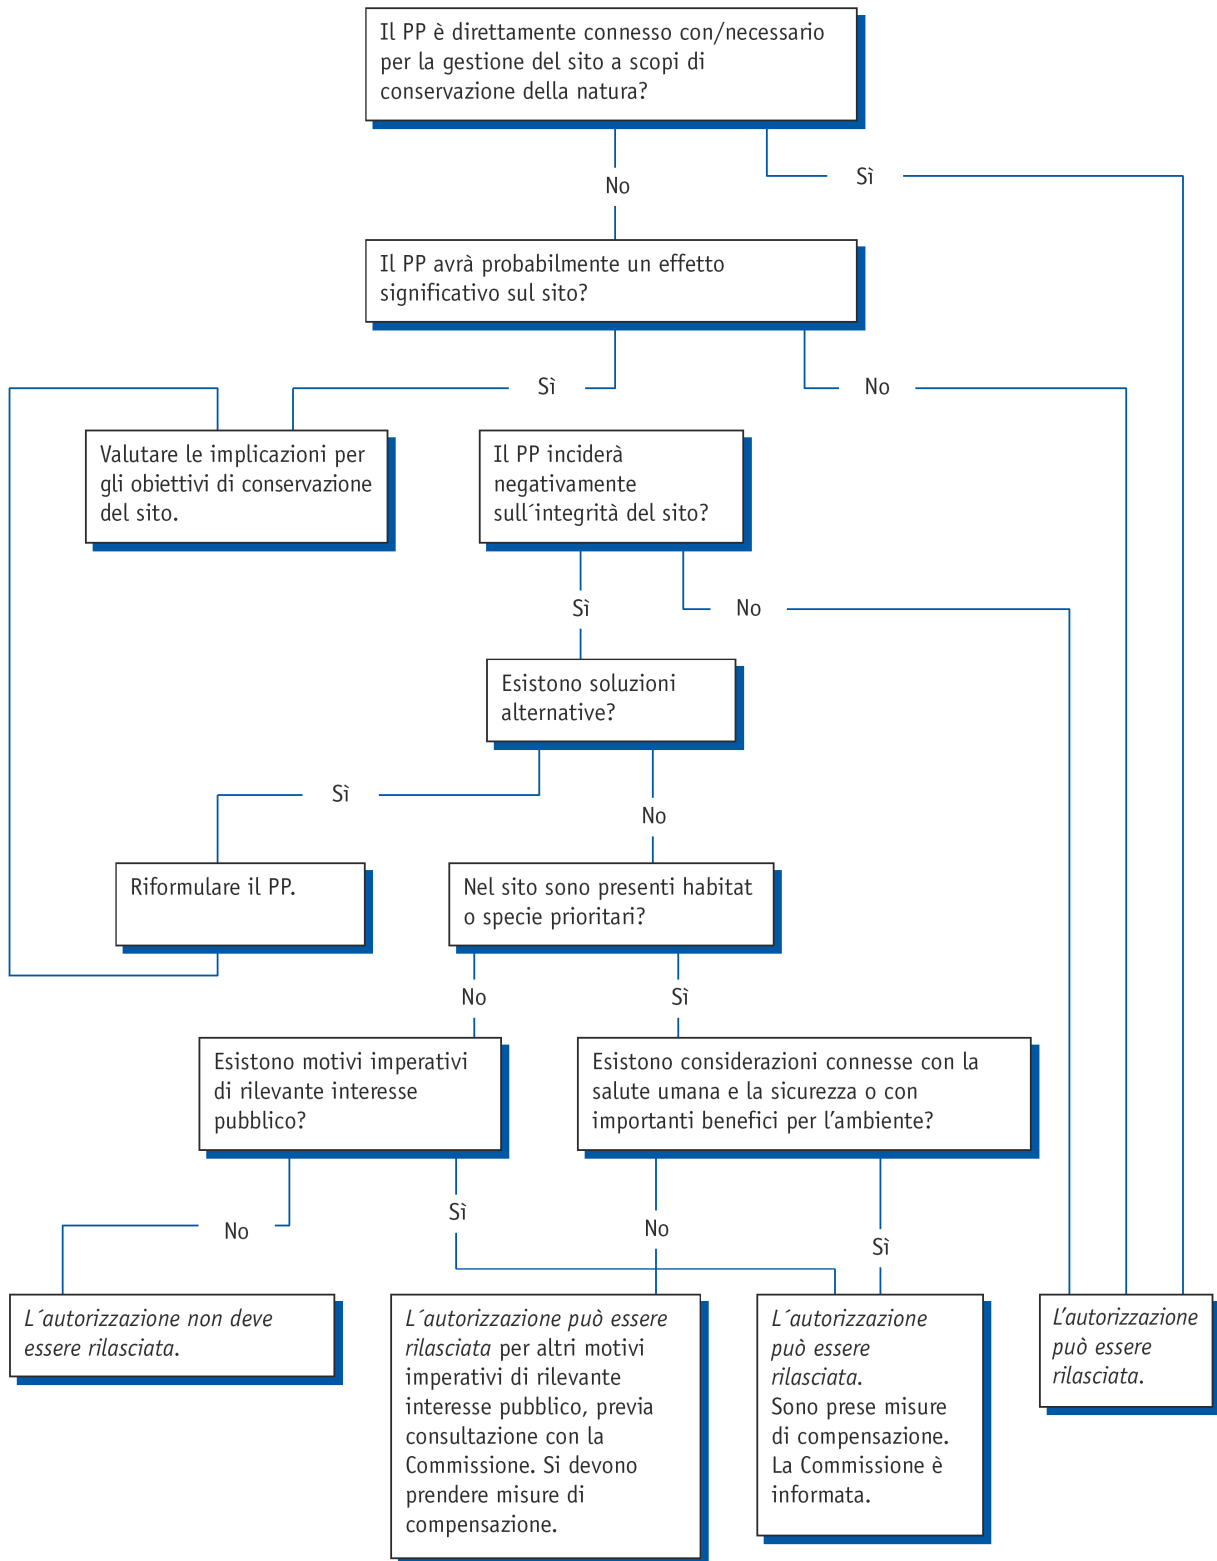 Il PP è direttamente connesso con/necessario
per la gestione del sito a scopi di
conservazione della natura?
Sì
No
Il PP avrà probabilmente un effetto
significativo sul sito?
Sì
No
Valutare le implicazioni per
gli obiettivi di conservazione
del sito.
Il PP inciderà
negativamente
sull´integrità del sito?
Sì
No
Esistono soluzioni
alternative?
Sì
No
Riformulare il PP.
Nel sito sono presenti habitat
o specie prioritari?
No
Sì
Esistono motivi imperativi
di rilevante interesse
pubblico?
Esistono considerazioni connesse con la
salute umana e la sicurezza o con
importanti benefici per l’ambiente?
No
Sì
No
Sì
L´autorizzazione non deve
essere rilasciata.
L´autorizzazione può essere
rilasciata per altri motivi
imperativi di rilevante
interesse pubblico, previa
consultazione con la
Commissione. Si devono
prendere misure di
compensazione.
L´autorizzazione
può essere
rilasciata.
Sono prese misure
di compensazione.
La Commissione è
informata.
L’autorizzazione
può essere
rilasciata.